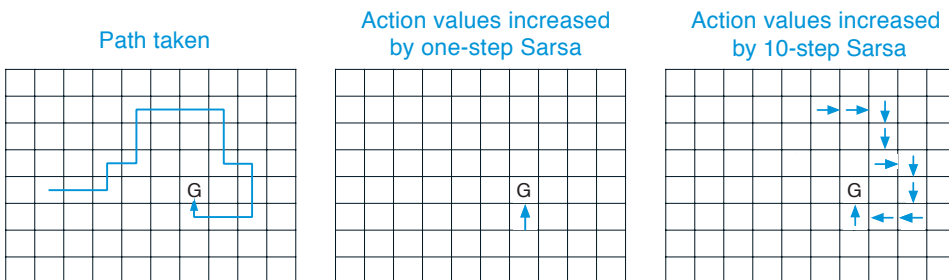 Path taken
Action values increased
by one-step Sarsa
Action values increased
by 10-step Sarsa
G
G
G